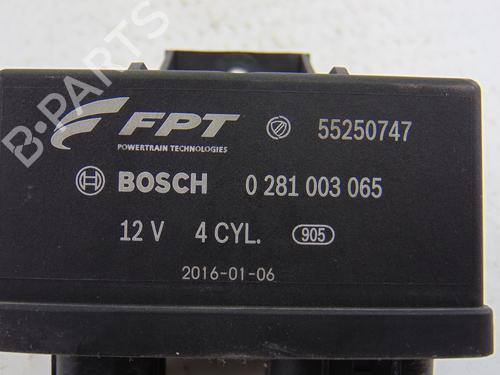 FPT 55250747
POWERTRAIN TECHNOLOGIES
BOSCH 0 281 003 065
12 V 4 CYL. 905
2016-01-06
B-PARTS